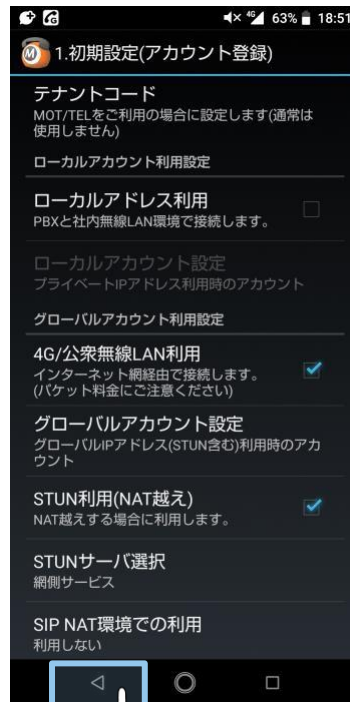 4G 63% 18:51
1.初期設定(アカウント登録)
テナントコード
MOT/TELをご利用の場合に設定します(通常は
使用しません)
ローカルアカウント利用設定
ローカルアドレス利用
PBXと社内無線LAN環境で接続します。
ローカルアカウント設定
プライベートIPアドレス利用時のアカウント
グローバルアカウント利用設定
4G/公衆無線LAN利用
インターネット網経由で接続します。
(パケット料金にご注意ください)
グローバルアカウント設定
グローバルIPアドレス(STUN含む)利用時のアカ
ウント
STUN利用(NAT越え)
NAT越えする場合に利用します。
STUNサーバ選択
網側サービス
SIP NAT環境での利用
利用しない